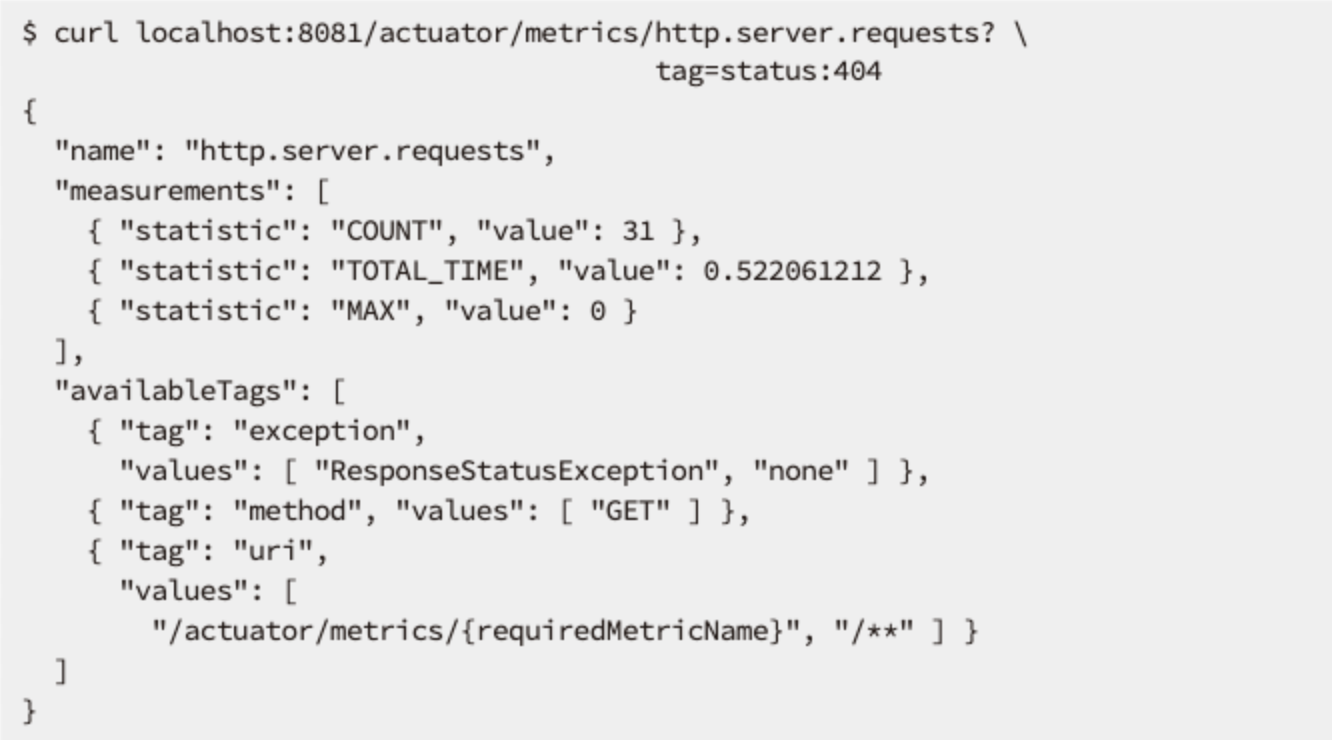 $ curl localhost:8081/actuator/metrics/http.server.requests? \
                                       tag=status:404
{
  "name": "http.server.requests",
  "measurements": [
    { "statistic": "COUNT", "value": 31 },
    { "statistic": "TOTAL_TIME", "value": 0.522061212 },
    { "statistic": "MAX", "value": 0 }
  ],
  "availableTags": [
    { "tag": "exception",
      "values": [ "ResponseStatusException", "none" ] },
    { "tag": "method", "values": [ "GET" ] },
    { "tag": "uri",
      "values": [
        "/actuator/metrics/{requiredMetricName}", "/**" ] }
  ]
}